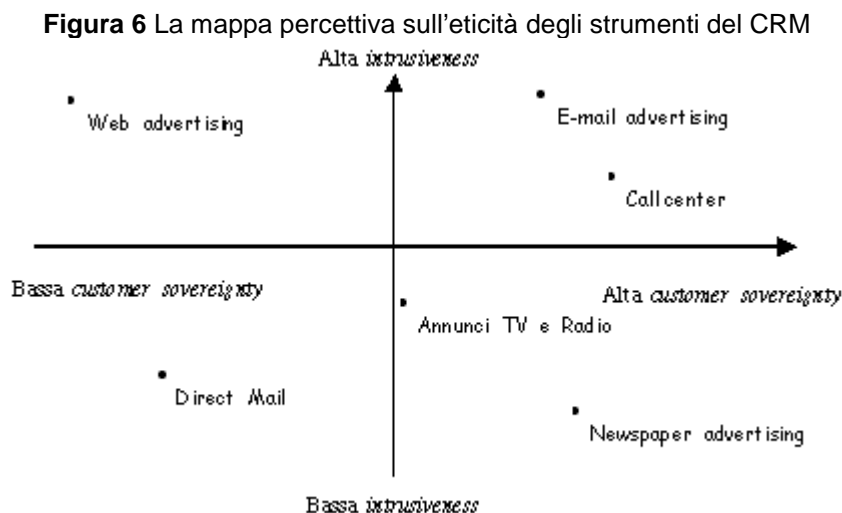 Figura 6 La mappa percettiva sull'eticità degli strumenti del CRM
Alta intrusiveness
Web advertising
E-mail advertising
Call center
Bassa customer sovereignty
Alta customer sovereignty
Annunci TV e Radio
Direct Mail
Newspaper advertising
Bassa intrusiveness